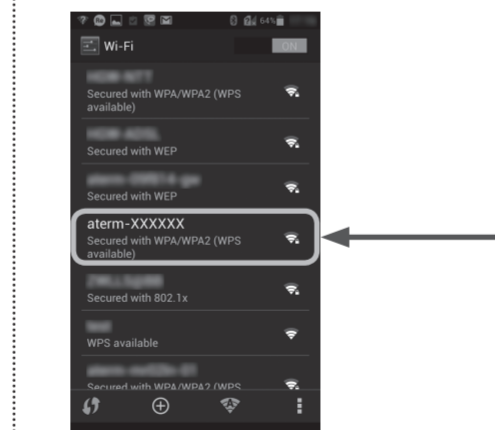 64%
Wi-Fi
ON
Secured with WPA/WPA2 (WPS
available)
Secured with WEP
Secured with WEP
aterm-XXXXXX
Secured with WPA/WPA2 (WPS
available)
Secured with 802.1x
WPS available
Secured with WPA/WPA2 (WPS